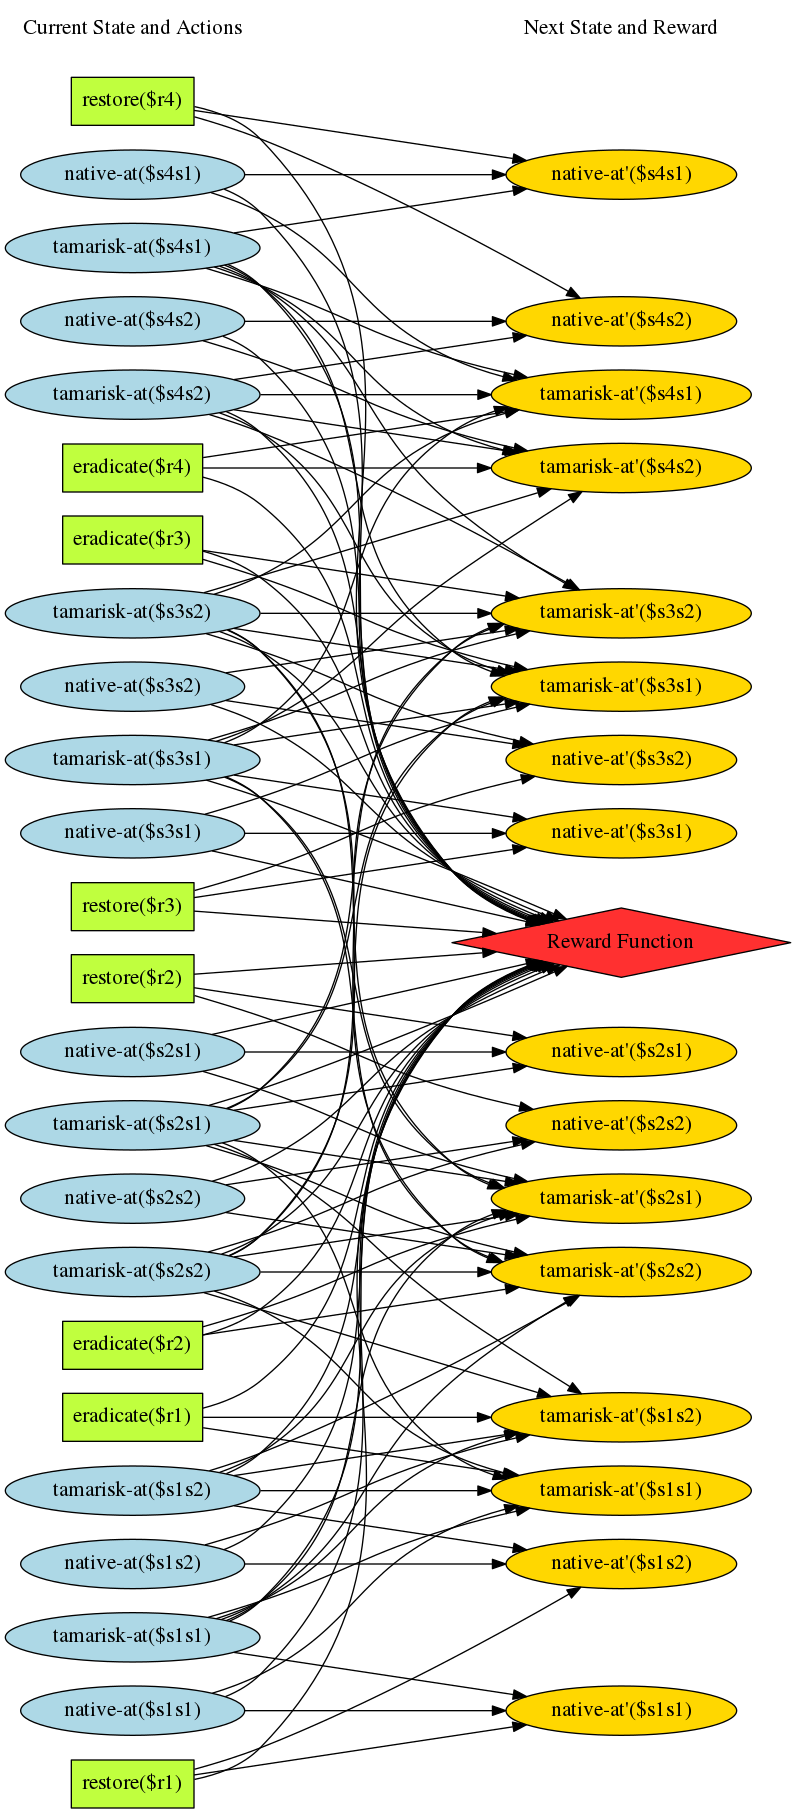 Current State and Actions
Next State and Reward
restore($r4)
native-at($s4s1)
native-at'($s4s1)
tamarisk-at($s4s1)
native-at($s4s2)
native-at'($s4s2)
tamarisk-at($s4s2)
tamarisk-at'($s4s1)
eradicate($r4)
tamarisk-at'($s4s2)
eradicate($r3)
tamarisk-at($s3s2)
tamarisk-at'($s3s2)
native-at($s3s2)
tamarisk-at'($s3s1)
tamarisk-at($s3s1)
native-at'($s3s2)
native-at($s3s1)
native-at'($s3s1)
restore($r3)
Reward Function
restore($r2)
native-at($s2s1)
native-at'($s2s1)
tamarisk-at($s2s1)
native-at'($s2s2)
native-at($s2s2)
tamarisk-at'($s2s1)
tamarisk-at($s2s2)
tamarisk-at'($s2s2)
eradicate($r2)
eradicate($r1)
tamarisk-at'($s1s2)
tamarisk-at($s1s2)
tamarisk-at'($s1s1)
native-at($s1s2)
native-at'($s1s2)
tamarisk-at($s1s1)
native-at($s1s1)
native-at'($s1s1)
restore($r1)